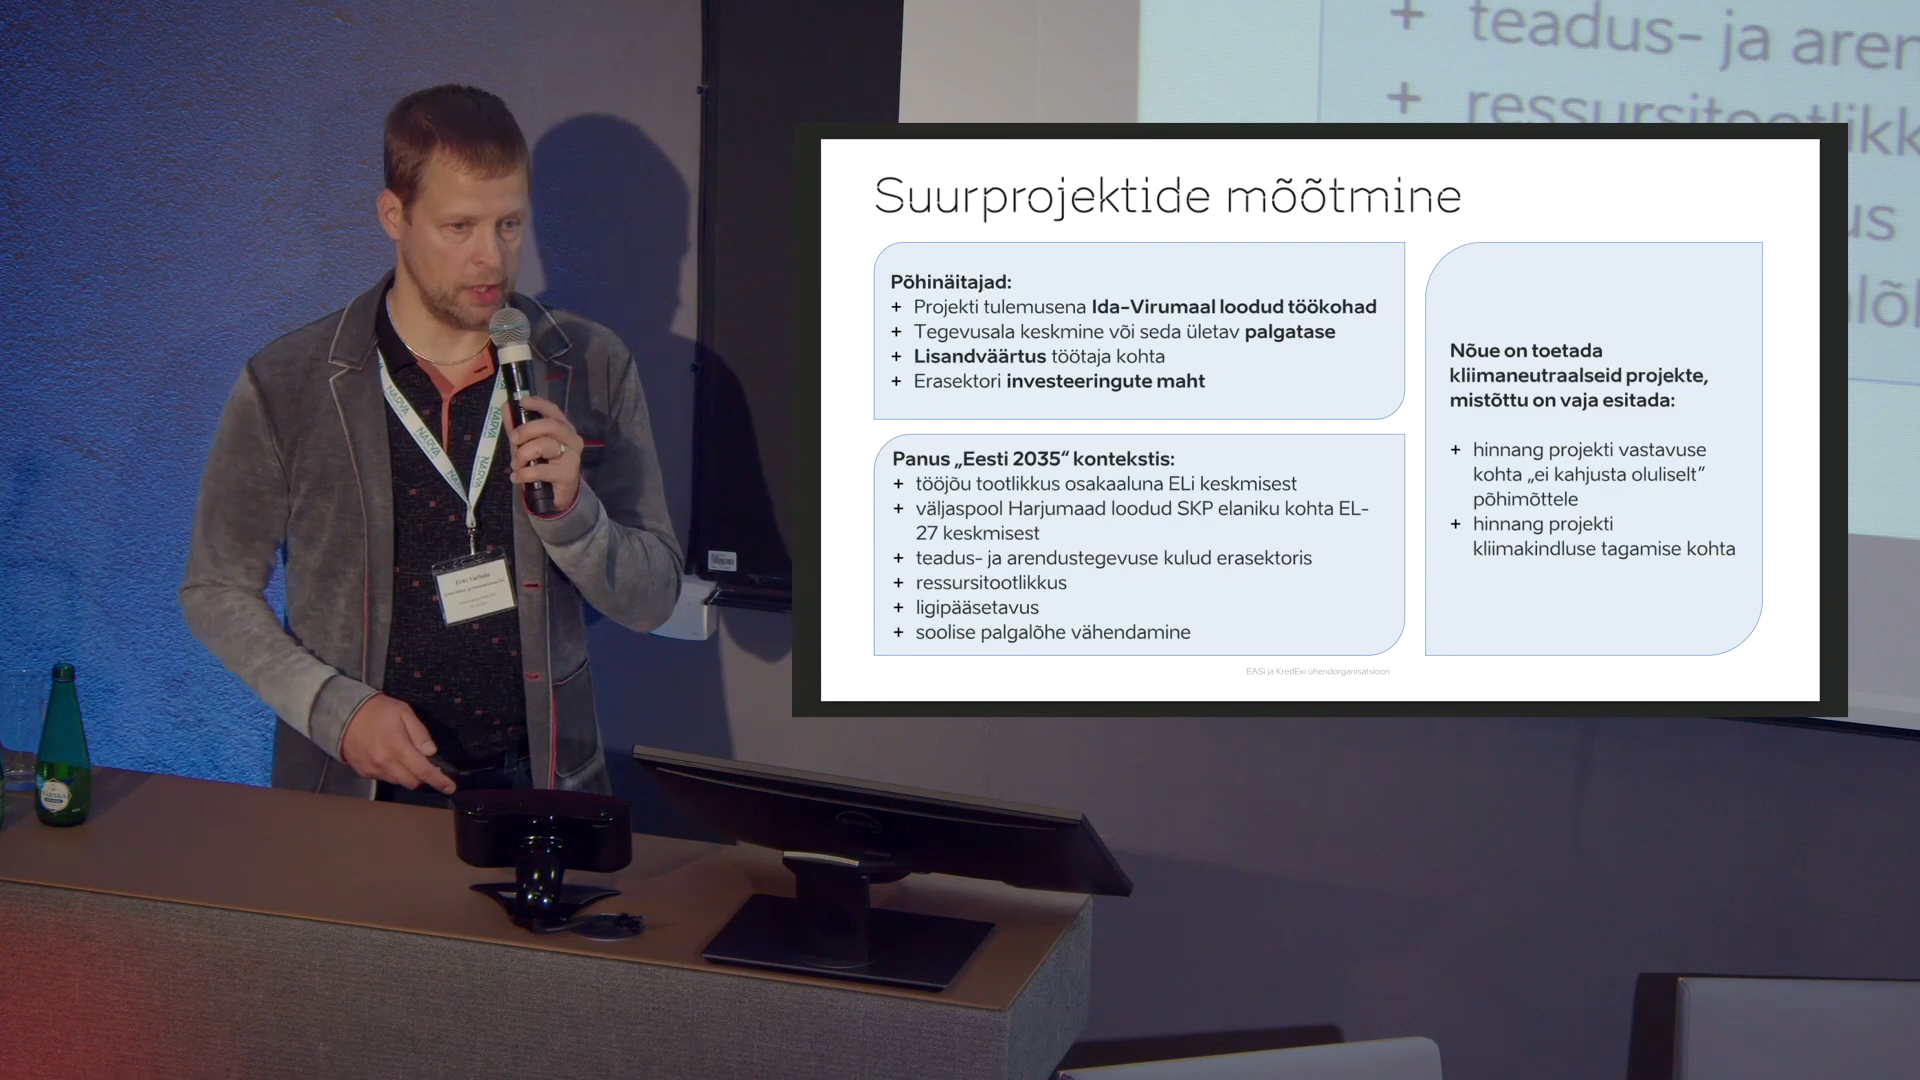 + teadus- ja aren
+ ressursitootlikk
us
Suurprojektide mõõtmine
Põhinäitajad:
+ Projekti tulemusena Ida-Virumaal loodud töökohad
+ Tegevusala keskmine või seda ületav palgatase
+ Lisandväärtus töötaja kohta
+ Erasektori investeeringute maht
Panus „Eesti 2035“ kontekstis:
+ tööjõu tootlikkus osakaaluna ELi keskmisest
+ väljaspool Harjumaad loodud SKP elaniku kohta EL-
27 keskmisest
+ teadus- ja arendustegevuse kulud erasektoris
+ ressursitootlikkus
+ ligipääsetavus
+ soolise palgalõhe vähendamine
Nõue on toetada
kliimaneutraalseid projekte,
mistõttu on vaja esitada:
+ hinnang projekti vastavuse
kohta „ei kahjusta oluliselt”
põhimõttele
+ hinnang projekti
kliimakindluse tagamise kohta
EASi ja KredExi ühendorganisatsioon
NARVA
NARVA
NARVA
NARVA